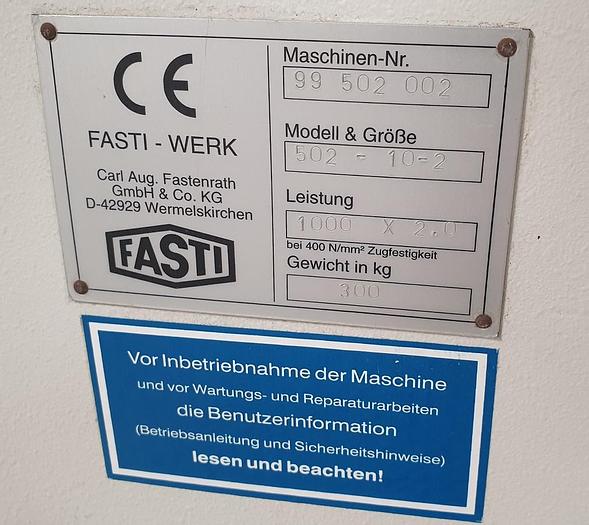 CE
FASTI - WERK
Carl Aug. Fastenrath
GmbH & Co. KG
D-42929 Wermelskirchen
FASTI
Maschinen-Nr.
99 502 002
Modell & Größe
502 - 10-2
Leistung
1000 X 2.0
bei 400 N/mm² Zugfestigkeit
Gewicht in kg
300
Vor Inbetriebnahme der Maschine
und vor Wartungs- und Reparaturarbeiten
die Benutzerinformation
(Betriebsanleitung und Sicherheitshinweise)
lesen und beachten!